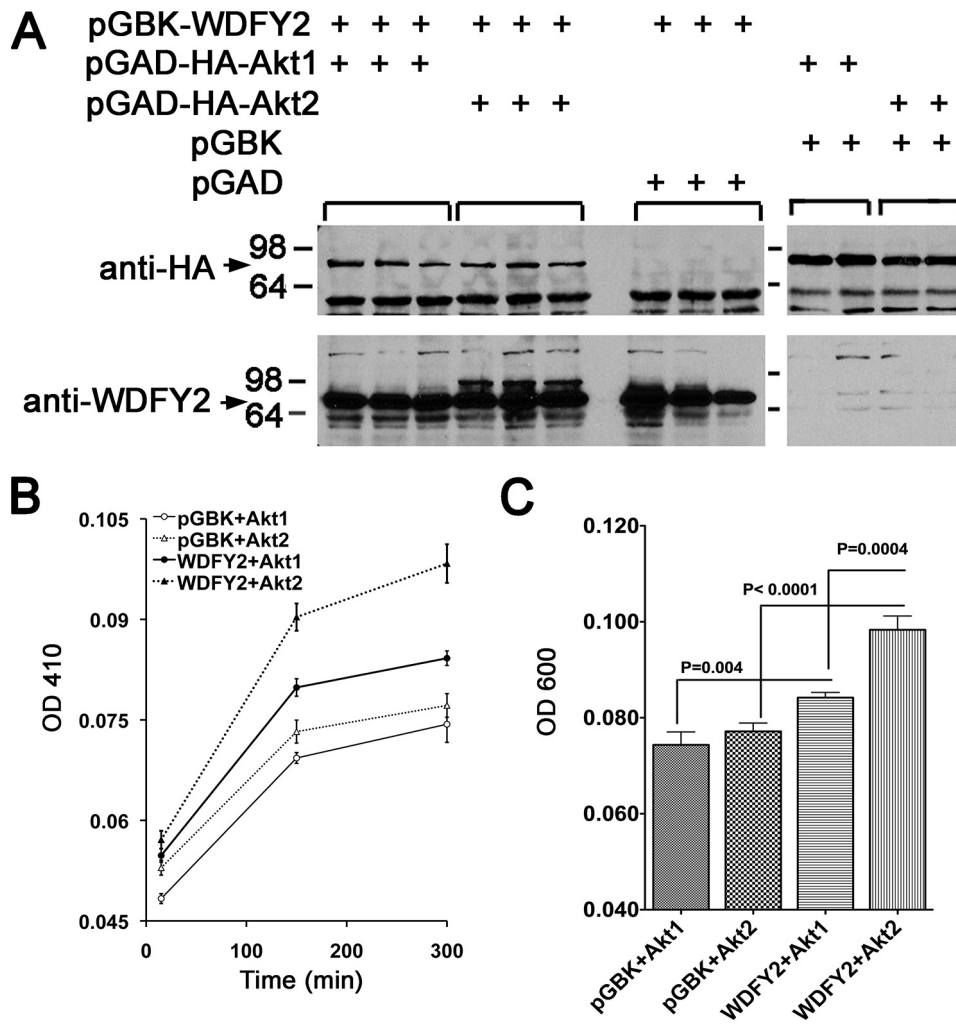 A
pGBK-WDFY2 + + + + + + + + +
pGAD-HA-Akt1 + + + + +
pGAD-HA-Akt2 + + + + +
pGBK + + + +
pGAD + + +
anti-HA
98
64
anti-WDFY2
98
64
B
OD 410
0.105
0.09
0.075
0.06
0.045
pGBK+Akt1
pGBK+Akt2
WDFY2+Akt1
WDFY2+Akt2
0 100 200 300
Time (min)
C
OD 600
0.120
0.100
0.080
0.060
0.040
P=0.0004
P< 0.0001
P=0.004
pGBK+Akt1
pGBK+Akt2
WDFY2+Akt1
WDFY2+Akt2